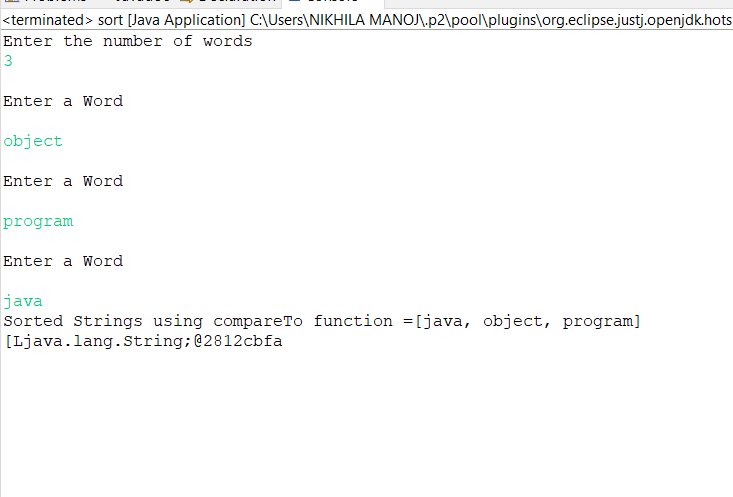 <terminated> sort [Java Application] C:\Users\NIKHILA MANOJ\.p2\pool\plugins\org.eclipse.justj.openjdk.hots
Enter the number of words
3
Enter a Word
object
Enter a Word
program
Enter a Word
java
Sorted Strings using compareTo function =[java, object, program]
[Ljava.lang.String;@2812cbfa